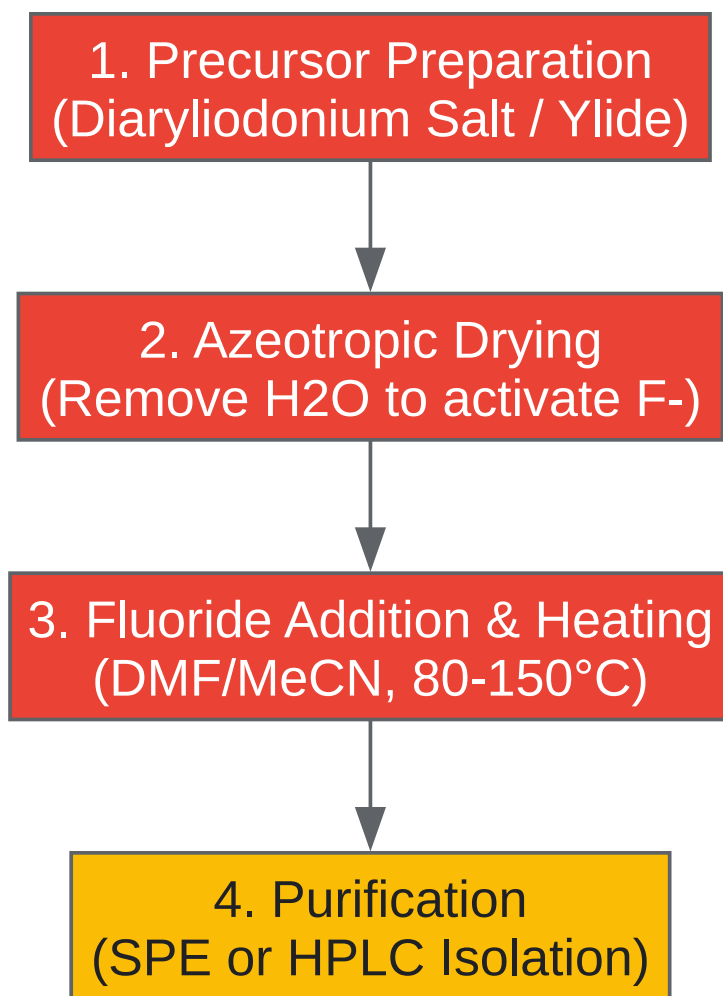 1. Precursor Preparation
(Diaryliodonium Salt / Ylide)
2. Azeotropic Drying
(Remove H2O to activate F-)
3. Fluoride Addition & Heating
(DMF/MeCN, 80-150°C)
4. Purification
(SPE or HPLC Isolation)